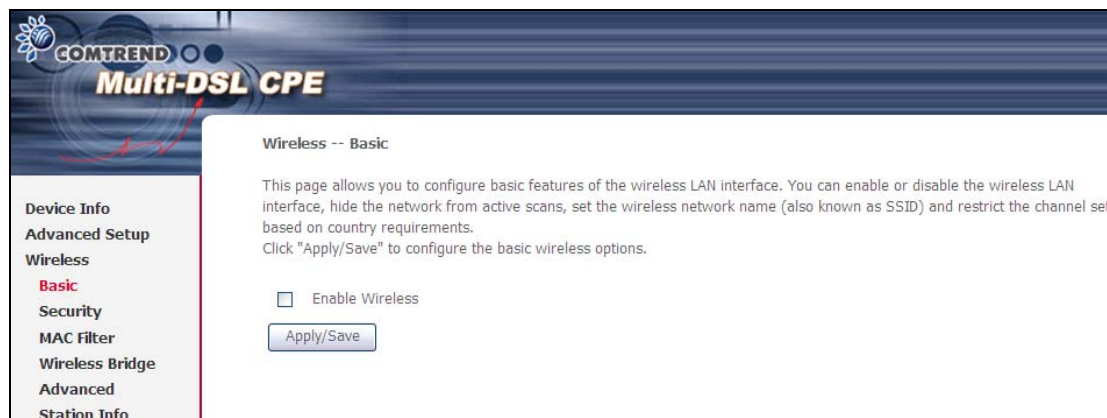 COMTREND
Multi-DSL CPE
Device Info
Advanced Setup
Wireless
Basic
Security
MAC Filter
Wireless Bridge
Advanced
Station Info
Wireless -- Basic
This page allows you to configure basic features of the wireless LAN interface. You can enable or disable the wireless LAN
interface, hide the network from active scans, set the wireless network name (also known as SSID) and restrict the channel set
based on country requirements.
Click "Apply/Save" to configure the basic wireless options.
Enable Wireless
Apply/Save